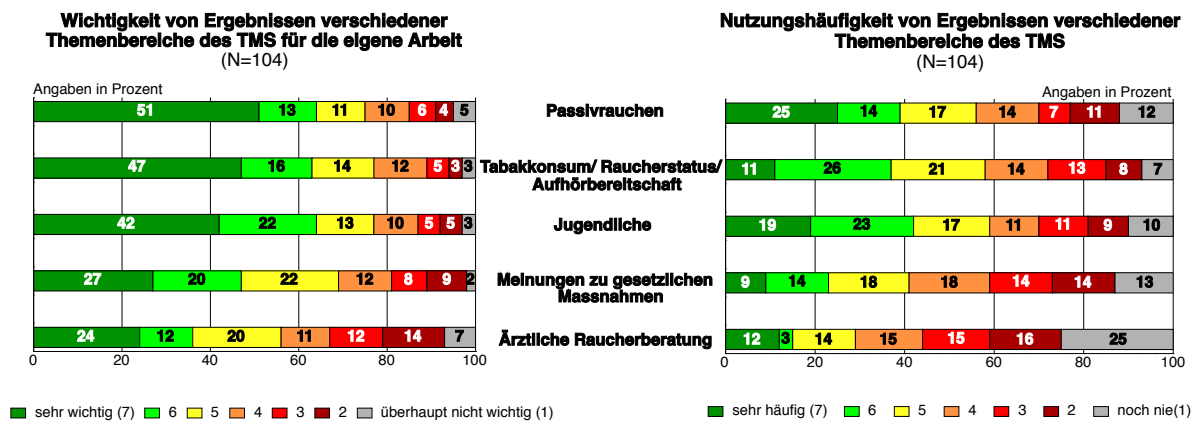 Wichtigkeit von Ergebnissen verschiedener
Themenbereiche des TMS für die eigene Arbeit
(N=104)
Angaben in Prozent
51 13 11 10 6 4 5
47 16 14 12 5 3 3
42 22 13 10 5 5 3
27 20 22 12 8 9 2
24 12 20 11 12 14 7
0 20 40 60 80 100
sehr wichtig (7) 6 5 4 3 2 überhaupt nicht wichtig (1)
Passivrauchen
Tabakkonsum/ Raucherstatus/
Aufhörbereitschaft
Jugendliche
Meinungen zu gesetzlichen
Massnahmen
Ärztliche Raucherberatung
Nutzungshäufigkeit von Ergebnissen verschiedener
Themenbereiche des TMS
(N=104)
Angaben in Prozent
25 14 17 14 7 11 12
11 26 21 14 13 8 7
19 23 17 11 11 9 10
9 14 18 18 14 14 13
12 3 14 15 15 16 25
0 20 40 60 80 100
sehr häufig (7) 6 5 4 3 2 noch nie(1)